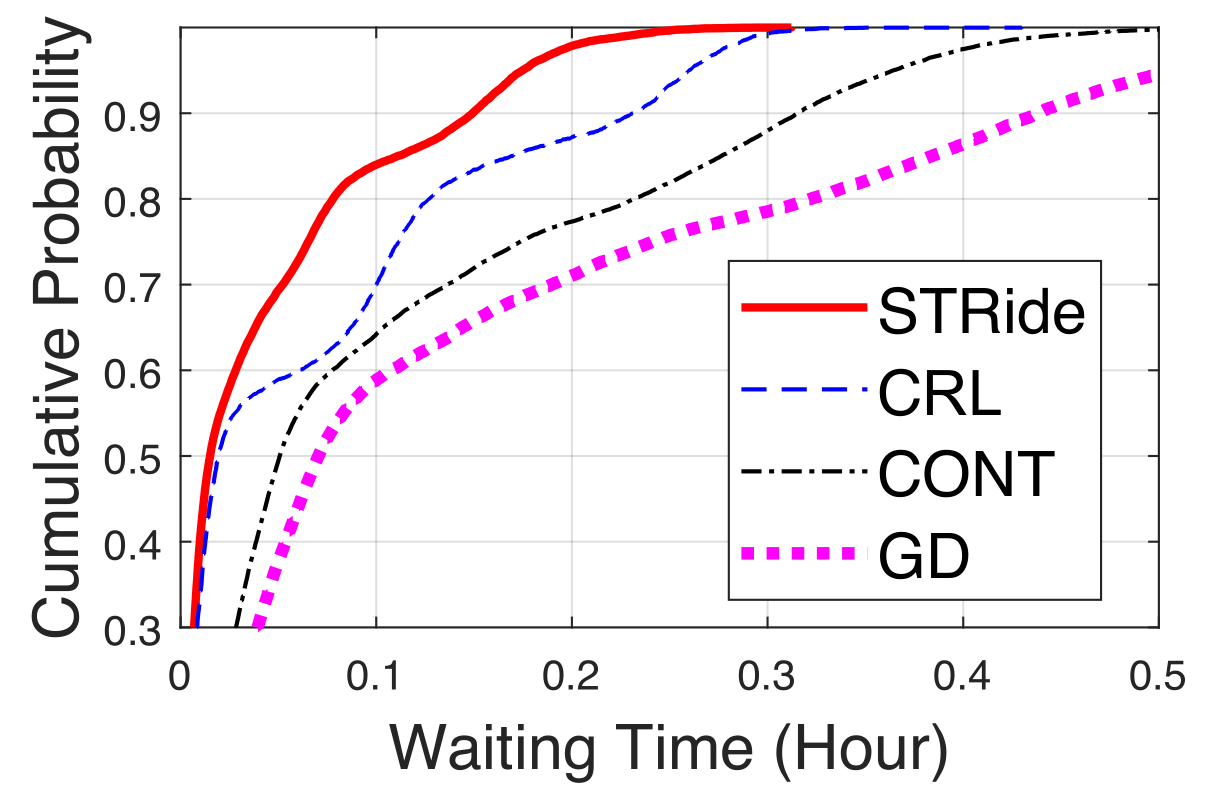 Cumulative Probability
0.9
0.8
0.7
0.6
0.5
0.4
0.3
STRide
CRL
CONT
GD
0 0.1 0.2 0.3 0.4 0.5
Waiting Time (Hour)